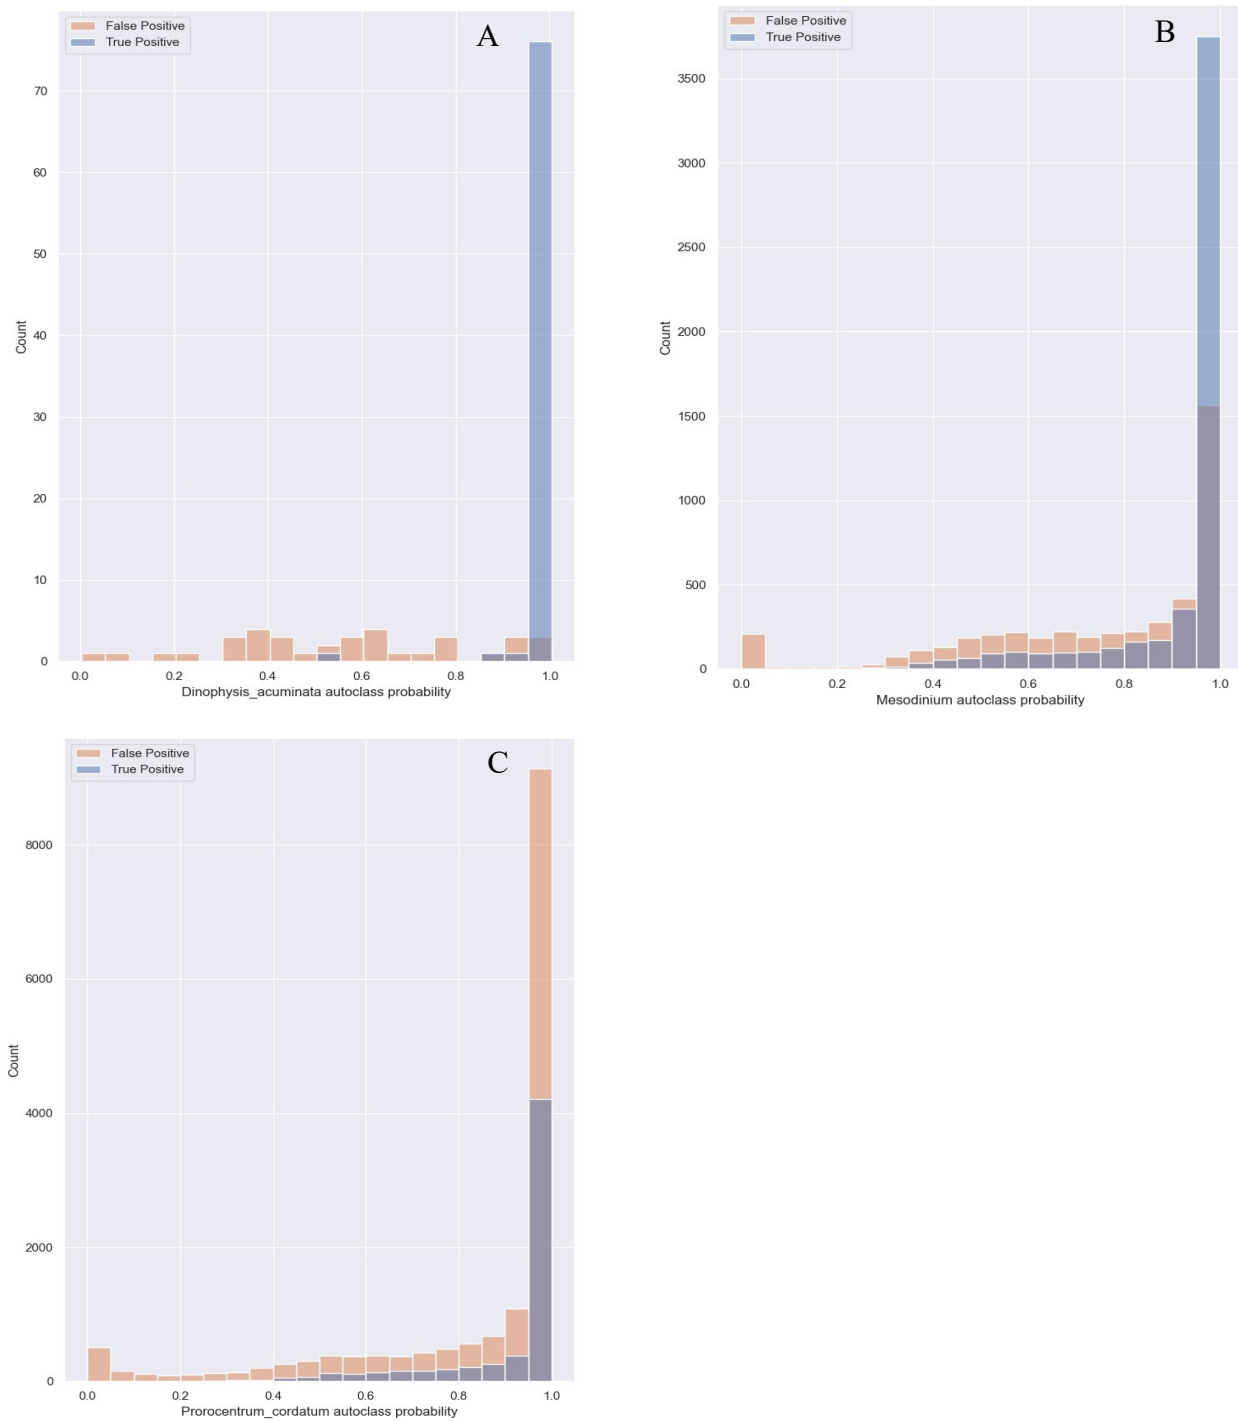 False Positive
True Positive
A
70
60
50
40
30
20
10
0
Count
0.0 0.2 0.4 0.6 0.8 1.0
Dinophysis_acuminata autoclass probability
False Positive
True Positive
B
3500
3000
2500
2000
1500
1000
500
0
Count
0.0 0.2 0.4 0.6 0.8 1.0
Mesodinium autoclass probability
False Positive
True Positive
C
8000
6000
4000
2000
0
Count
0.0 0.2 0.4 0.6 0.8 1.0
Prorocentrum_cordatum autoclass probability